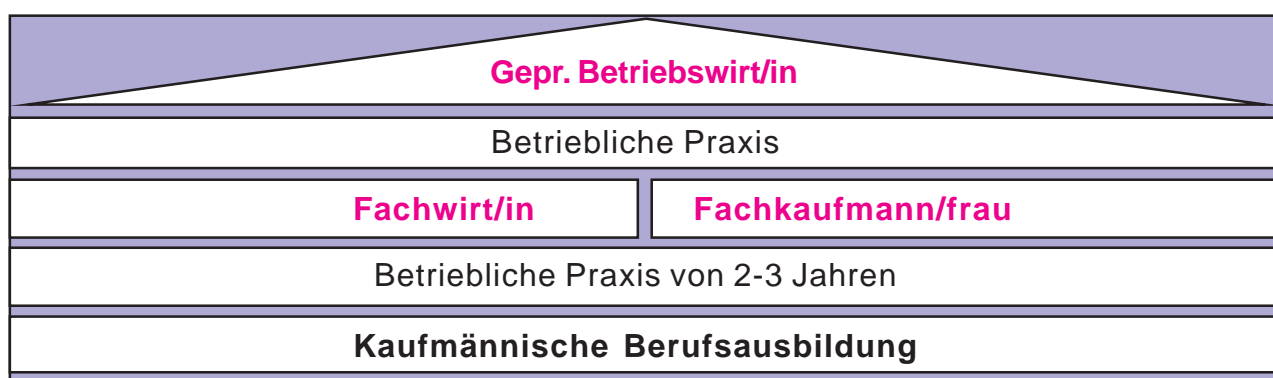 Gepr. Betriebswirt/in
Betriebliche Praxis
Fachwirt/in Fachkaufmann/frau
Betriebliche Praxis von 2-3 Jahren
Kaufmännische Berufsausbildung